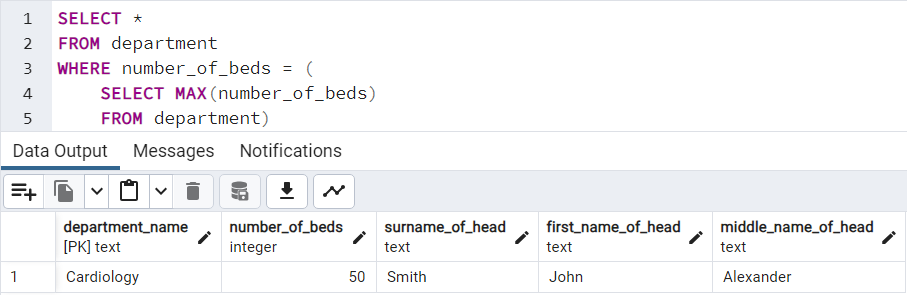 1 SELECT *
2 FROM department
3 WHERE number_of_beds = (
4 SELECT MAX(number_of_beds)
5 FROM department)
Data Output Messages Notifications
department_name number_of_beds surname_of_head first_name_of_head middle_name_of_head
[PK] text integer text text text
1 Cardiology 50 Smith John Alexander